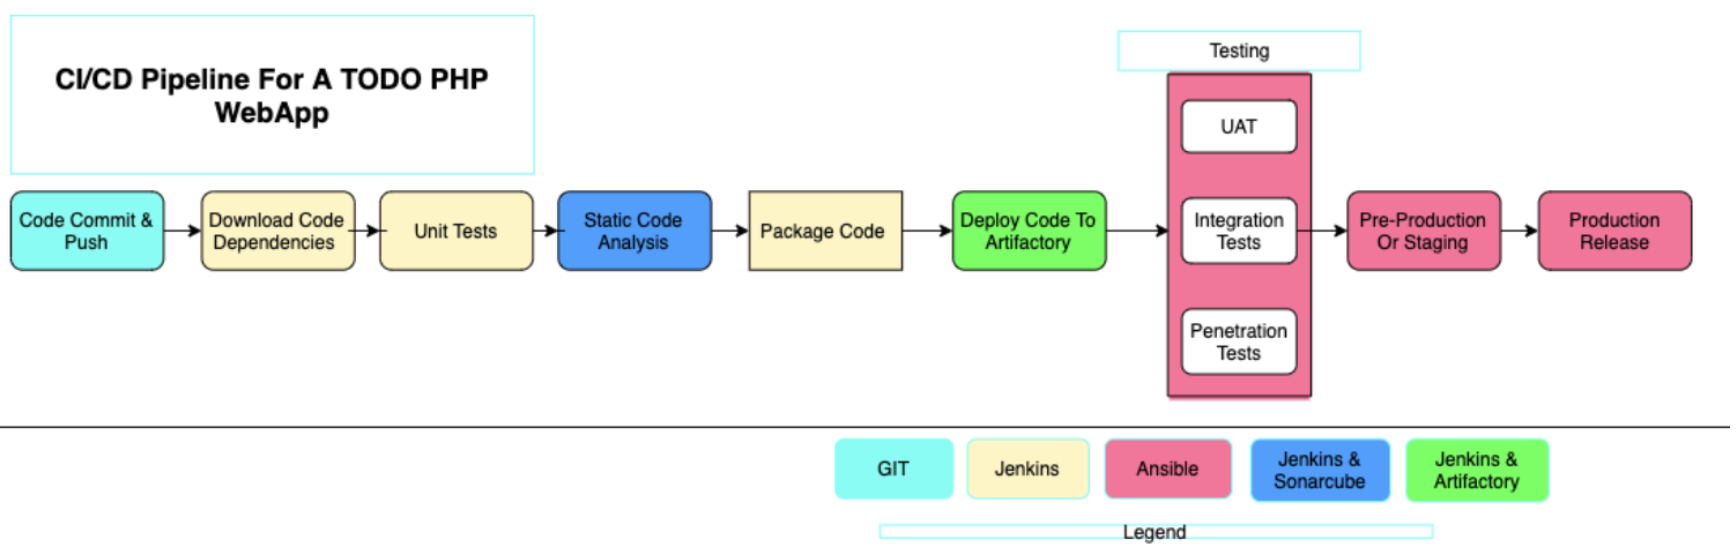 CI/CD Pipeline For A TODO PHP
WebApp
Testing
UAT
Code Commit &
Push
Download Code
Dependencies
Unit Tests
Static Code
Analysis
Package Code
Deploy Code To
Artifactory
Integration
Tests
Pre-Production
Or Staging
Production
Release
Penetration
Tests
GIT
Jenkins
Ansible
Jenkins &
Sonarcube
Jenkins &
Artifactory
Legend